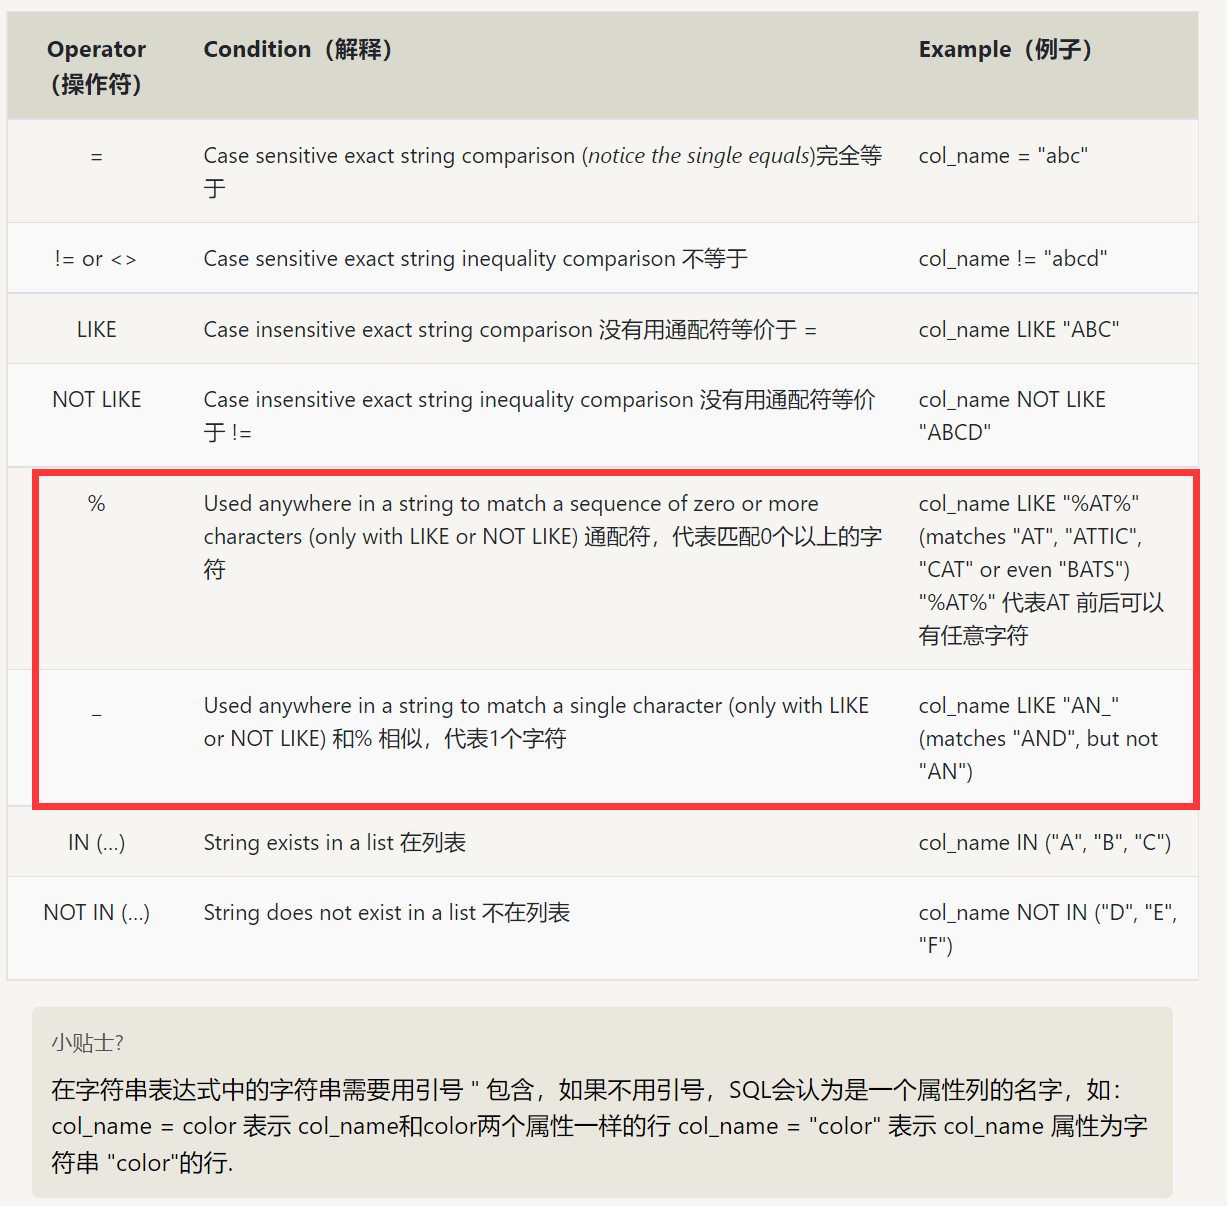 Operator
(操作符)
Condition（解释）
Example（例子）
=
Case sensitive exact string comparison (notice the single equals)完全等
于
col_name = "abc"
!= or <>
Case sensitive exact string inequality comparison 不等于
col_name != "abcd"
LIKE
Case insensitive exact string comparison 没有用通配符等价于 =
col_name LIKE "ABC"
NOT LIKE
Case insensitive exact string inequality comparison 没有用通配符等价
于 !=
col_name NOT LIKE
"ABCD"
%
Used anywhere in a string to match a sequence of zero or more
characters (only with LIKE or NOT LIKE) 通配符，代表匹配0个以上的字
符
col_name LIKE "%AT%"
(matches "AT", "ATTIC",
"CAT" or even "BATS")
"%AT%" 代表AT 前后可以
有任意字符
_
Used anywhere in a string to match a single character (only with LIKE
or NOT LIKE) 和% 相似，代表1个字符
col_name LIKE "AN_"
(matches "AND", but not
"AN")
IN (...)
String exists in a list 在列表
col_name IN ("A", "B", "C")
NOT IN (...)
String does not exist in a list 不在列表
col_name NOT IN ("D", "E",
"F")
小贴士?
在字符串表达式中的字符串需要用引号 " 包含，如果不用引号，SQL会认为是一个属性列的名字，如：
col_name = color 表示 col_name和color两个属性一样的行 col_name = "color" 表示 col_name 属性为字
符串 "color"的行.